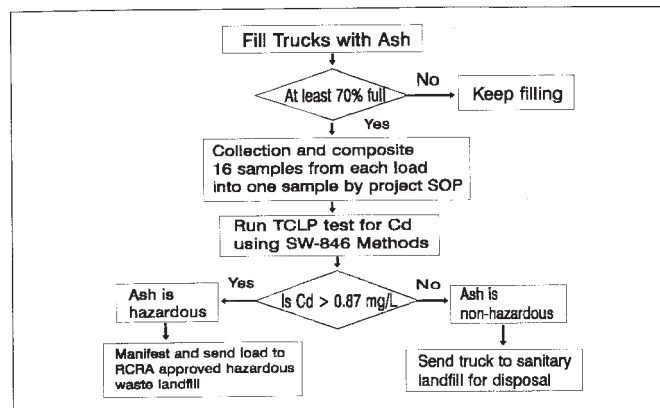 Fill Trucks with Ash
At least 70% full
No
Keep filling
Yes
Collection and composite
16 samples from each load
into one sample by project SOP
Run TCLP test for Cd
using SW-846 Methods
Yes
Is Cd > 0.87 mg/L
No
Ash is
hazardous
Ash is
non-hazardous
Manifest and send load to
RCRA approved hazardous
waste landfill
Send truck to sanitary
landfill for disposal